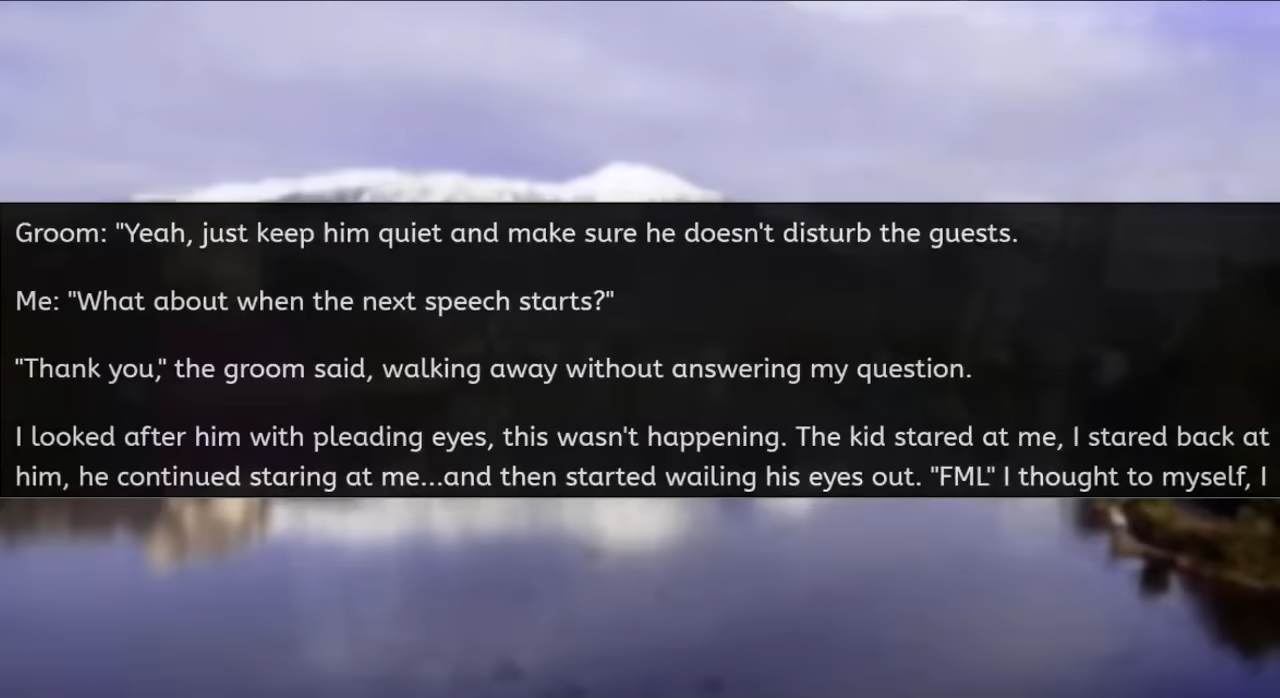 Groom: "Yeah, just keep him quiet and make sure he doesn't disturb the guests.
Me: "What about when the next speech starts?"
"Thank you," the groom said, walking away without answering my question.
I looked after him with pleading eyes, this wasn't happening. The kid stared at me, I stared back at
him, he continued staring at me...and then started wailing his eyes out. "FML" I thought to myself, I